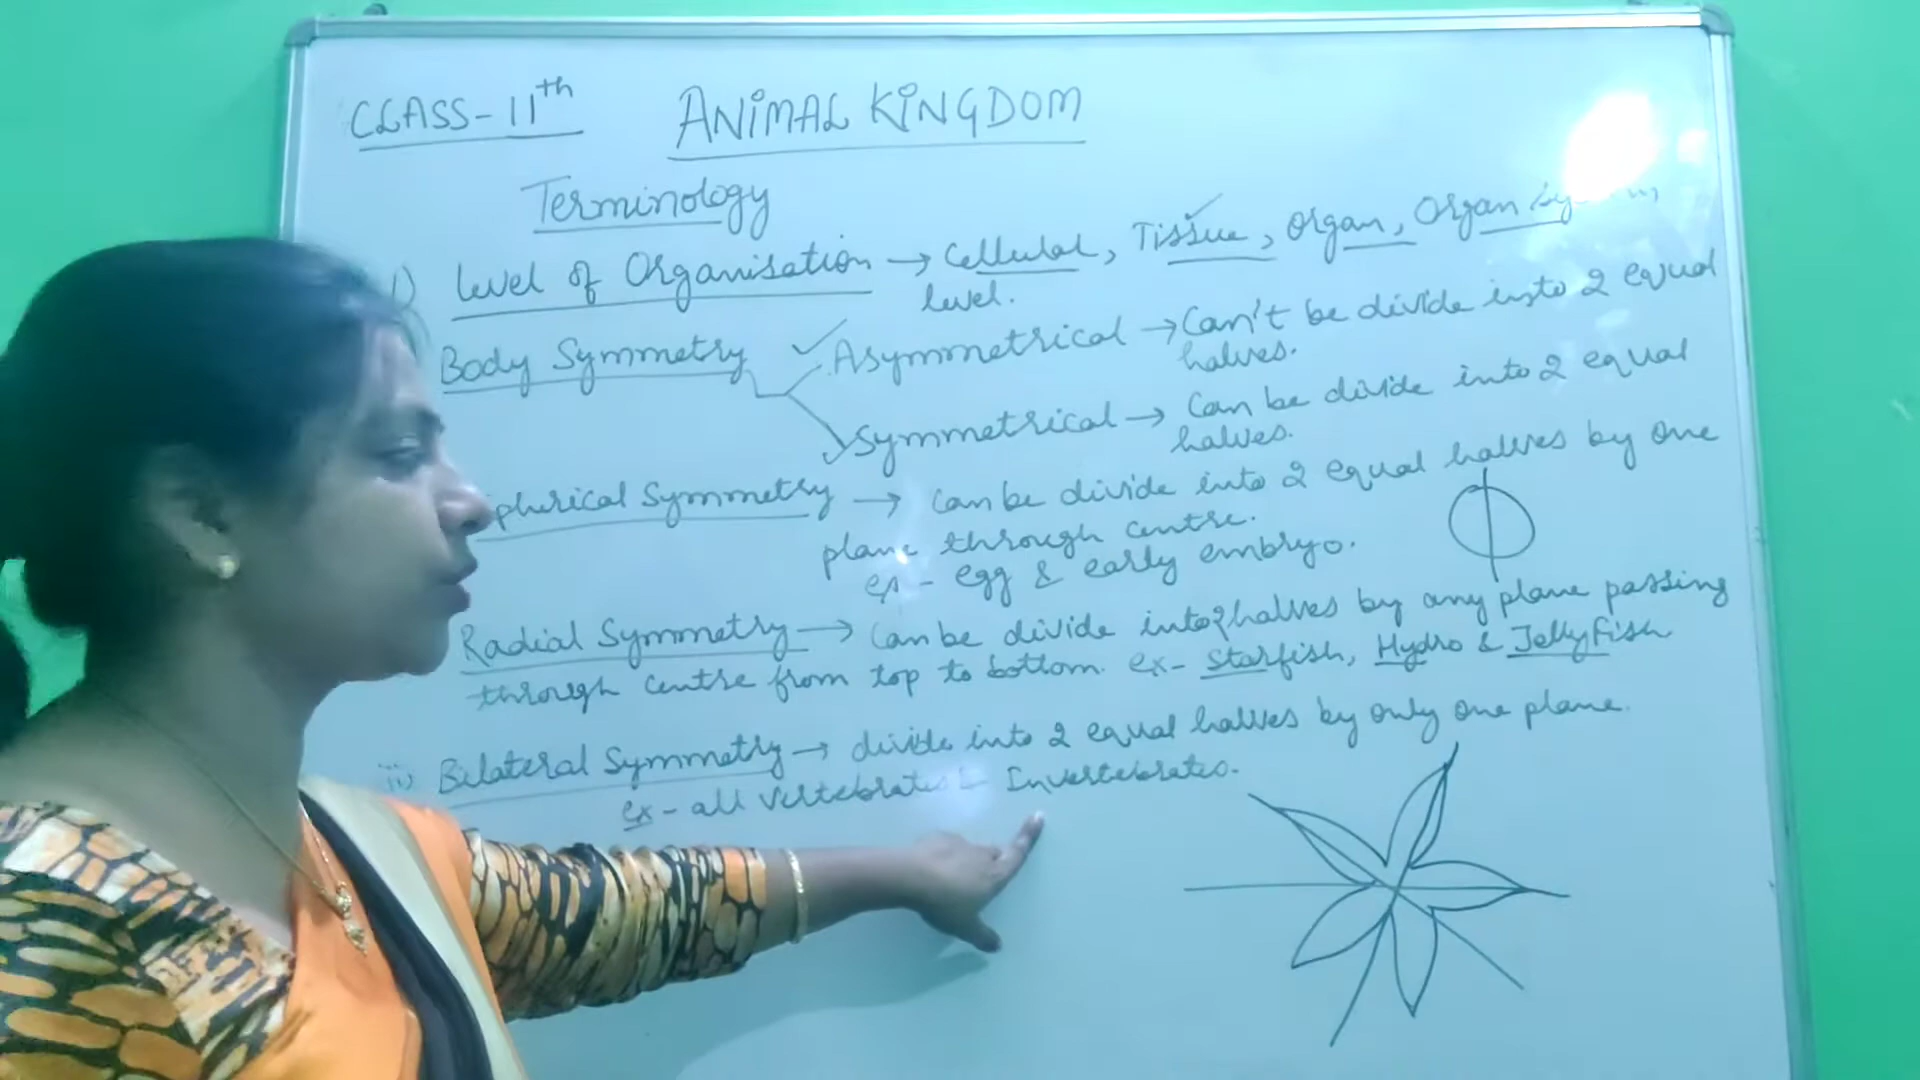 CLASS-11th ANIMAL KINGDOM
Terminology
1) Level of Organisation → Cellular, Tissue, Organ, Organ
level.
Body Symmetry Asymmetrical → Can't be divide into 2 equal
halves.
Symmetrical → Can be divide into 2 equal
halves.
pherical Symmetry → can be divide into 2 equal halves by one
plane through centre.
ex - egg & early embryo.
Radial Symmetry → can be divide into 2 halves by any plane passing
through centre from top to bottom. ex- Starfish, Hydro & JellyFish
iii) Bilateral Symmetry → divide into 2 equal halves by only one plane.
ex - all vertebrates & Invertebrates.